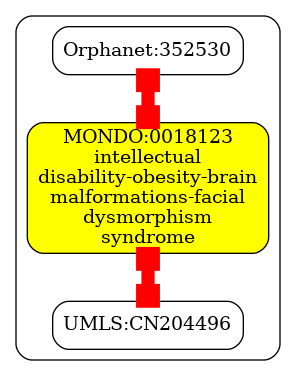 Orphanet:352530
MONDO:0018123
intellectual
disability-obesity-brain
malformations-facial
dysmorphism
syndrome
UMLS:CN204496